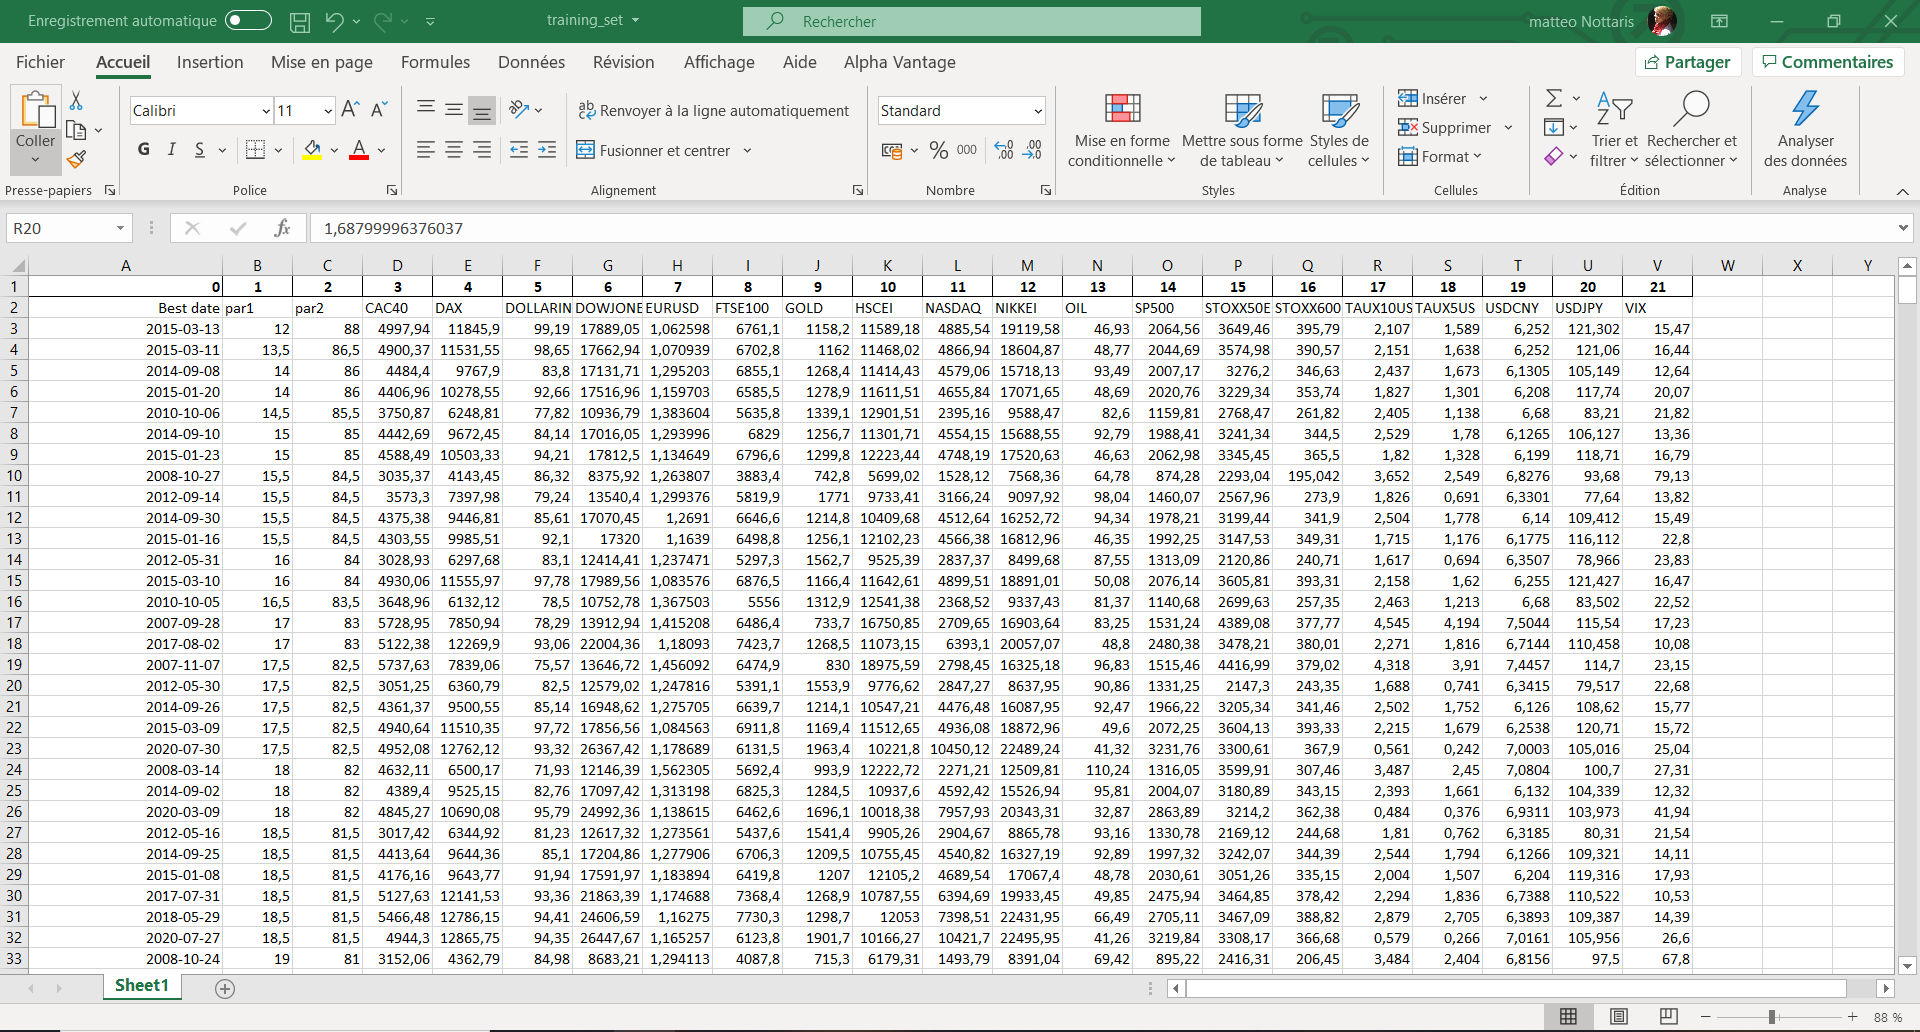 Enregistrement automatique training_set Rechercher matteo Nottaris
Fichier Accueil Insertion Mise en page Formules Données Révision Affichage Aide Alpha Vantage Partager Commentaires
Coller Calibri 11 Renvoyer à la ligne automatiquement Standard Mise en forme conditionnelle Mettre sous forme de tableau Styles de cellules Insérer Trier et filtrer Rechercher et sélectionner Analyser des données
G I S Fusionner et centrer % 000 Supprimer
Format
Presse-papiers Police Alignement Nombre Styles Cellules Édition Analyse
R20 fx 1,68799996376037
A B C D E F G H I J K L M N O P Q R S T U V W X Y
1 0 1 2 3 4 5 6 7 8 9 10 11 12 13 14 15 16 17 18 19 20 21
2 Best date par1 par2 CAC40 DAX DOLLARIN DOWJONE EURUSD FTSE100 GOLD HSCEI NASDAQ NIKKEI OIL SP500 STOXX50E STOXX600 TAUX10US TAUX5US USDCNY USDJPY VIX
3 2015-03-13 12 88 4997,94 11845,9 99,19 17889,05 1,062598 6761,1 1158,2 11589,18 4885,54 19119,58 46,93 2064,56 3649,46 395,79 2,107 1,589 6,252 121,302 15,47
4 2015-03-11 13,5 86,5 4900,37 11531,55 98,65 17662,94 1,070939 6702,8 1162 11468,02 4866,94 18604,87 48,77 2044,69 3574,98 390,57 2,151 1,638 6,252 121,06 16,44
5 2014-09-08 14 86 4484,4 9767,9 83,8 17131,71 1,295203 6855,1 1268,4 11414,43 4579,06 15718,13 93,49 2007,17 3276,2 346,63 2,437 1,673 6,1305 105,149 12,64
6 2015-01-20 14 86 4406,96 10278,55 92,66 17516,96 1,159703 6585,5 1278,9 11611,51 4655,84 17071,65 48,69 2020,76 3229,34 353,74 1,827 1,301 6,208 117,74 20,07
7 2010-10-06 14,5 85,5 3750,87 6248,81 77,82 10936,79 1,383604 5635,8 1339,1 12901,51 2395,16 9588,47 82,6 1159,81 2768,47 261,82 2,405 1,138 6,68 83,21 21,82
8 2014-09-10 15 85 4442,69 9672,45 84,14 17016,05 1,293996 6829 1256,7 11301,71 4554,15 15688,55 92,79 1988,41 3241,34 344,5 2,529 1,78 6,1265 106,127 13,36
9 2015-01-23 15 85 4588,49 10503,33 94,21 17812,5 1,134649 6796,6 1299,8 12223,44 4748,19 17520,63 46,63 2062,98 3345,45 365,5 1,82 1,328 6,199 118,71 16,79
10 2008-10-27 15,5 84,5 3035,37 4143,45 86,32 8375,92 1,263807 3883,4 742,8 5699,02 1528,12 7568,36 64,78 874,28 2293,04 195,042 3,652 2,549 6,8276 93,68 79,13
11 2012-09-14 15,5 84,5 3573,3 7397,98 79,24 13540,4 1,299376 5819,9 1771 9733,41 3166,24 9097,92 98,04 1460,07 2567,96 273,9 1,826 0,691 6,3301 77,64 13,82
12 2014-09-30 15,5 84,5 4375,38 9446,81 85,61 17070,45 1,2691 6646,6 1214,8 10409,68 4512,64 16252,72 94,34 1978,21 3199,44 341,9 2,504 1,778 6,14 109,412 15,49
13 2015-01-16 15,5 84,5 4303,55 9985,51 92,1 17320 1,1639 6498,8 1256,1 12102,23 4566,38 16812,96 46,35 1992,25 3147,53 349,31 1,715 1,176 6,1775 116,112 22,8
14 2012-05-31 16 84 3028,93 6297,68 83,1 12414,41 1,237471 5297,3 1562,7 9525,39 2837,37 8499,68 87,55 1313,09 2120,86 240,71 1,617 0,694 6,3507 78,966 23,83
15 2015-03-10 16 84 4930,06 11555,97 97,78 17989,56 1,083576 6876,5 1166,4 11642,61 4899,51 18891,01 50,08 2076,14 3605,81 393,31 2,158 1,62 6,255 121,427 16,47
16 2010-10-05 16,5 83,5 3648,96 6132,12 78,5 10752,78 1,367503 5556 1312,9 12541,38 2368,52 9337,43 81,37 1140,68 2699,63 257,35 2,463 1,213 6,68 83,502 22,52
17 2007-09-28 17 83 5728,95 7850,94 78,29 13912,94 1,415208 6486,4 733,7 16750,85 2709,65 16903,64 83,25 1531,24 4389,08 377,77 4,545 4,194 7,5044 115,54 17,23
18 2017-08-02 17 83 5122,38 12269,9 93,06 22004,36 1,18093 7423,7 1268,5 11073,15 6393,1 20057,07 48,8 2480,38 3478,21 380,01 2,271 1,816 6,7144 110,458 10,08
19 2007-11-07 17,5 82,5 5737,63 7839,06 75,57 13646,72 1,456092 6474,9 830 18975,59 2798,45 16325,18 96,83 1515,46 4416,99 379,02 4,318 3,91 7,4457 114,7 23,15
20 2012-05-30 17,5 82,5 3051,25 6360,79 82,5 12579,02 1,247816 5391,1 1553,9 9776,62 2847,27 8637,95 90,86 1331,25 2147,3 243,35 1,688 0,741 6,3415 79,517 22,68
21 2014-09-26 17,5 82,5 4361,37 9500,55 85,14 16948,62 1,275705 6639,7 1214,1 10547,21 4476,48 16087,95 92,47 1966,22 3205,34 341,46 2,502 1,752 6,126 108,62 15,77
22 2015-03-09 17,5 82,5 4940,64 11510,35 97,72 17856,56 1,084563 6911,8 1169,4 11512,65 4936,08 18872,96 49,6 2072,25 3604,13 393,33 2,215 1,679 6,2538 120,71 15,72
23 2020-07-30 17,5 82,5 4952,08 12762,12 93,32 26367,42 1,178689 6131,5 1963,4 10221,8 10450,12 22489,24 41,32 3231,76 3300,61 367,9 0,561 0,242 7,0003 105,016 25,04
24 2008-03-14 18 82 4632,11 6500,17 71,93 12146,39 1,562305 5692,4 993,9 12222,72 2271,21 12509,81 110,24 1316,05 3599,91 307,46 3,487 2,45 7,0804 100,7 27,31
25 2014-09-02 18 82 4389,4 9525,15 82,76 17097,42 1,313198 6825,3 1284,5 10937,6 4592,42 15526,94 95,81 2004,07 3180,89 343,15 2,393 1,661 6,132 104,339 12,32
26 2020-03-09 18 82 4845,27 10690,08 95,79 24992,36 1,138615 6462,6 1696,1 10018,38 7957,93 20343,31 32,87 2863,89 3214,2 362,38 0,484 0,376 6,9311 103,973 41,94
27 2012-05-16 18,5 81,5 3017,42 6344,92 81,23 12617,32 1,273561 5437,6 1541,4 9905,26 2904,67 8865,78 93,16 1330,78 2169,12 244,68 1,81 0,762 6,3185 80,31 21,54
28 2014-09-25 18,5 81,5 4413,64 9644,36 85,1 17204,86 1,277906 6706,3 1209,5 10755,45 4540,82 16327,19 92,89 1997,32 3242,07 344,39 2,544 1,794 6,1266 109,321 14,11
29 2015-01-08 18,5 81,5 4176,16 9643,77 91,94 17591,97 1,183894 6419,8 1207 12105,2 4689,54 17067,4 48,78 2030,61 3051,26 335,15 2,004 1,507 6,204 119,316 17,93
30 2017-07-31 18,5 81,5 5127,63 12141,53 93,36 21863,39 1,174688 7368,4 1268,9 10787,55 6394,69 19933,45 49,85 2475,94 3464,85 378,42 2,294 1,836 6,7388 110,522 10,53
31 2018-05-29 18,5 81,5 5466,48 12786,15 94,41 24606,59 1,16275 7730,3 1298,7 12053 7398,51 22431,95 66,49 2705,11 3467,09 388,82 2,879 2,705 6,3893 109,387 14,39
32 2020-07-27 18,5 81,5 4944,3 12865,75 94,35 26447,67 1,165257 6123,8 1901,7 10166,27 10421,7 22495,95 41,26 3219,84 3308,17 366,68 0,579 0,266 7,0161 105,956 26,6
33 2008-10-24 19 81 3152,06 4362,79 84,98 8683,21 1,294113 4087,8 715,3 6179,31 1493,79 8391,04 69,42 895,22 2416,31 206,45 3,484 2,404 6,8156 97,5 67,8
Sheet1
88 %